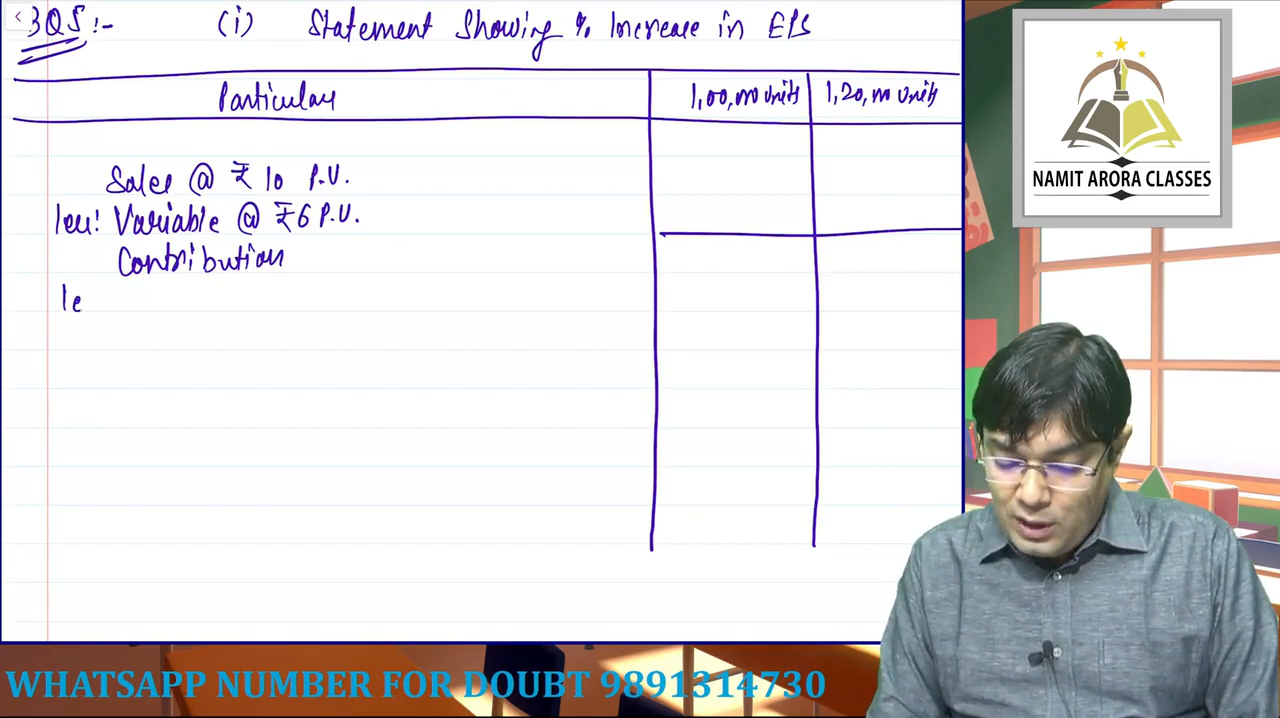 BQ5:- (i) Statement Showing % Increase in EPS
Particulars 1,00,000 units 1,20,000 units
Sales @ ₹ 10 P.U.
less: Variable @ ₹6 P.U.
Contribution
le
NAMIT ARORA CLASSES
WHATSAPP NUMBER FOR DOUBT 9891314730